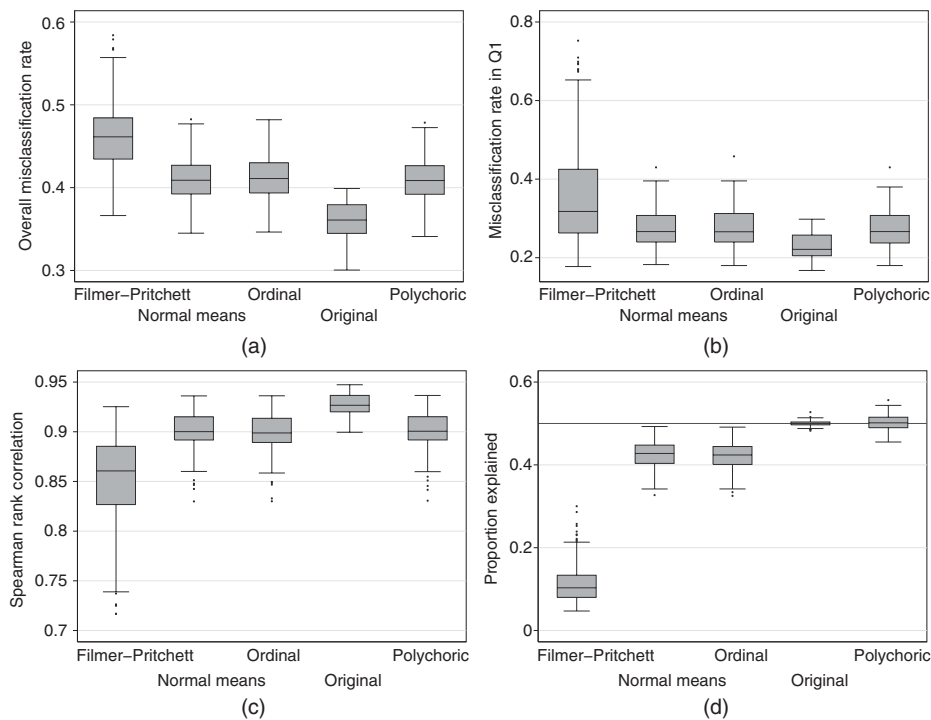 Overall misclassification rate
0.6
0.5
0.4
0.3
Filmer–Pritchett
Ordinal
Polychoric
Normal means
Original
(a)
Misclassification rate in Q1
0.8
0.6
0.4
0.2
Filmer–Pritchett
Ordinal
Polychoric
Normal means
Original
(b)
Spearman rank correlation
0.95
0.9
0.85
0.8
0.75
0.7
Filmer–Pritchett
Ordinal
Polychoric
Normal means
Original
(c)
Proportion explained
0.6
0.4
0.2
0
Filmer–Pritchett
Ordinal
Polychoric
Normal means
Original
(d)